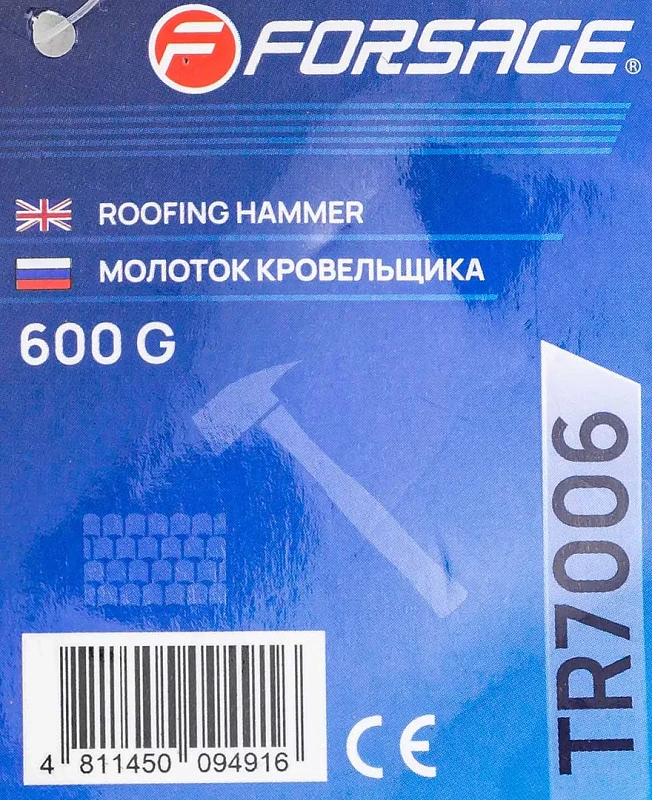 FORSAGE®
ROOFING HAMMER
МОЛОТОК КРОВЕЛЬЩИКА
600 G
TR7006
4 811450 094916
CE